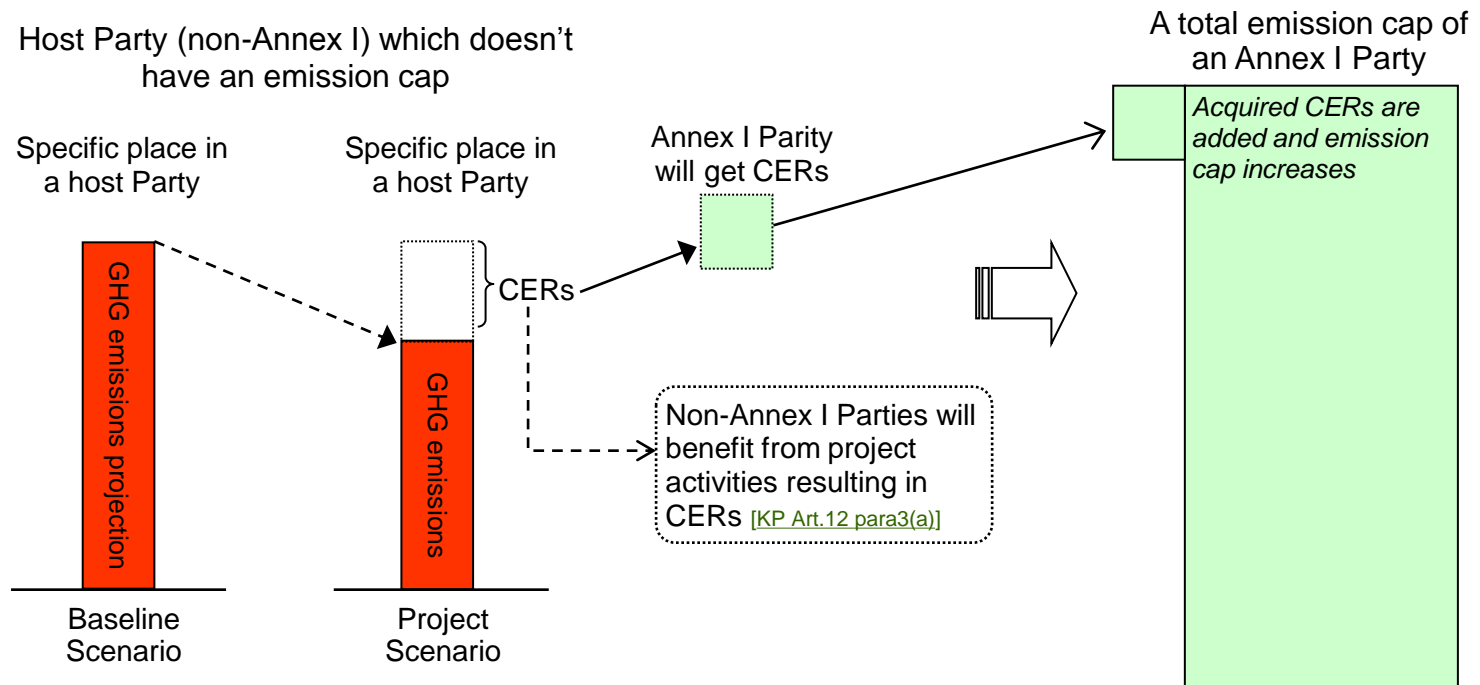 Host Party (non-Annex I) which doesn't
have an emission cap
A total emission cap of
an Annex I Party
Specific place in
a host Party
Specific place in
a host Party
Annex I Parity
will get CERs
Acquired CERs are
added and emission
cap increases
GHG emissions projection
GHG emissions
CERs
Non-Annex I Parties will
benefit from project
activities resulting in
CERs [KP Art.12 para3(a)]
Baseline
Scenario
Project
Scenario